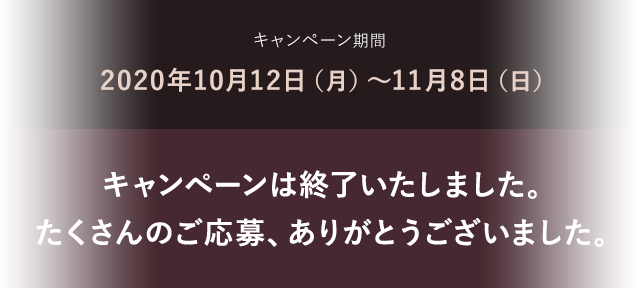 キャンペーン期間
2020年10月12日（月）〜11月8日（日）
キャンペーンは終了いたしました。
たくさんのご応募、ありがとうございました。